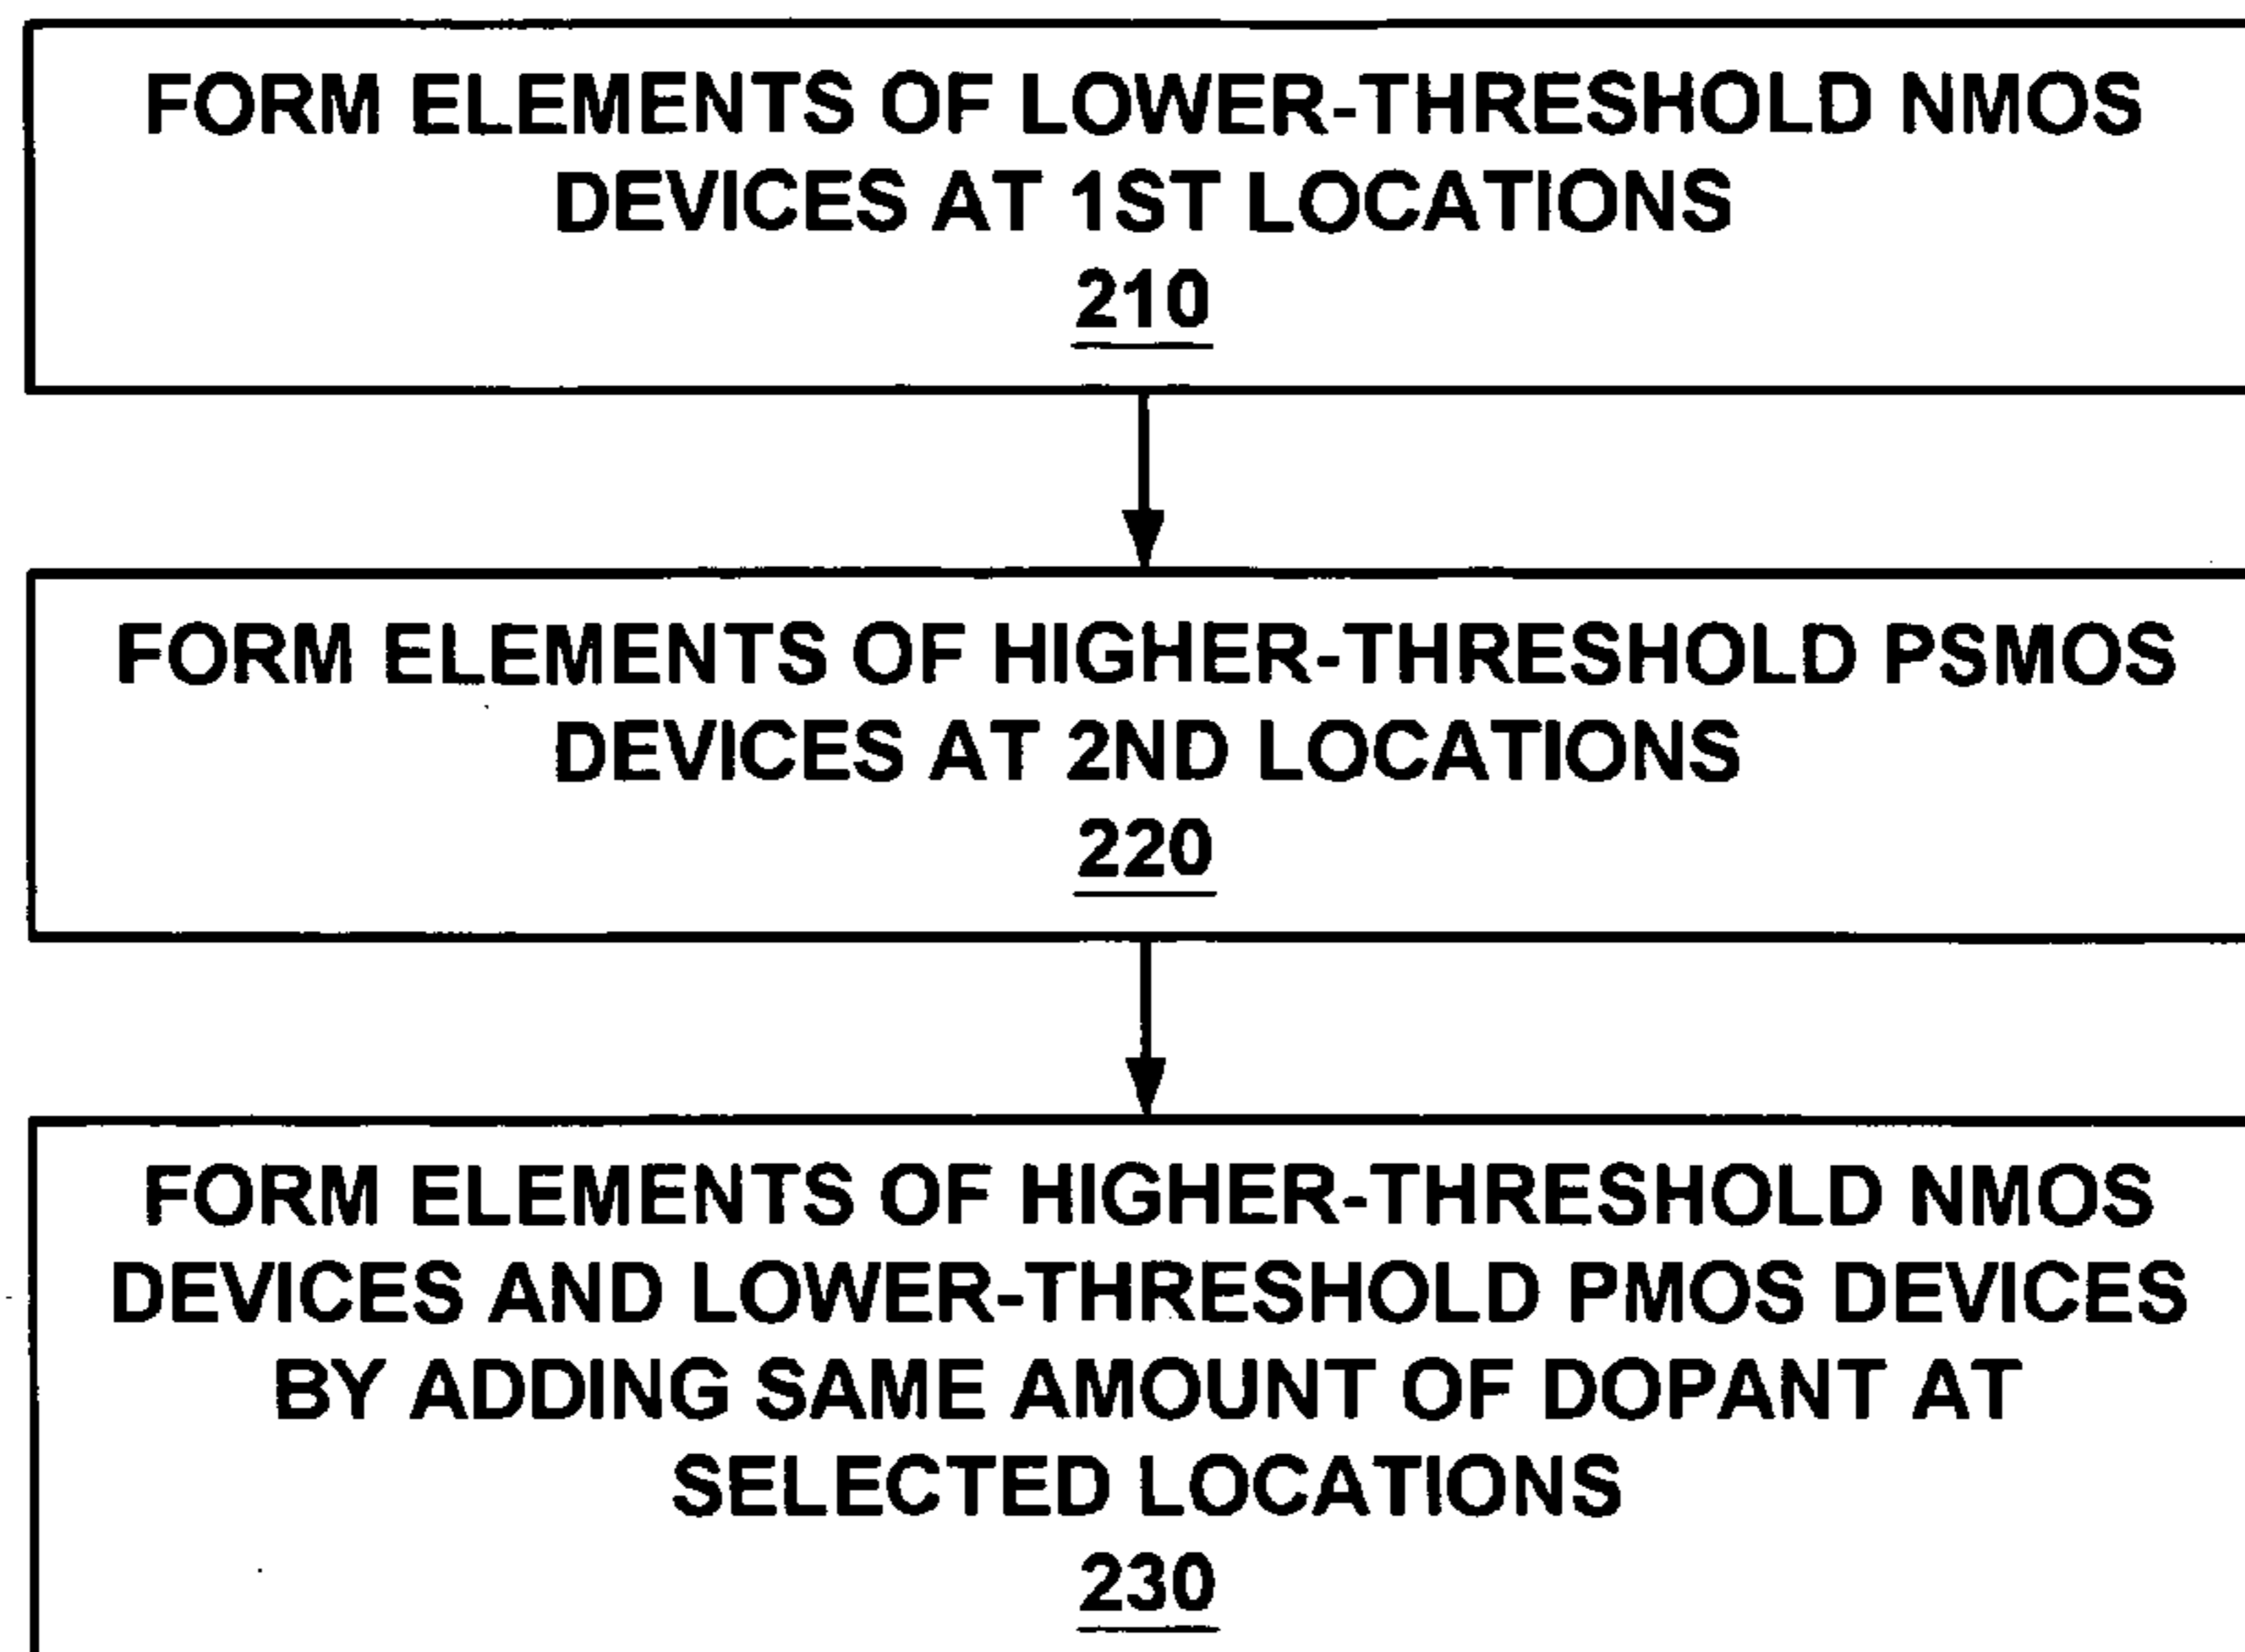 FORM ELEMENTS OF LOWER-THRESHOLD NMOS
DEVICES AT 1ST LOCATIONS
210
FORM ELEMENTS OF HIGHER-THRESHOLD PSMOS
DEVICES AT 2ND LOCATIONS
220
FORM ELEMENTS OF HIGHER-THRESHOLD NMOS
DEVICES AND LOWER-THRESHOLD PMOS DEVICES
BY ADDING SAME AMOUNT OF DOPANT AT
SELECTED LOCATIONS
230